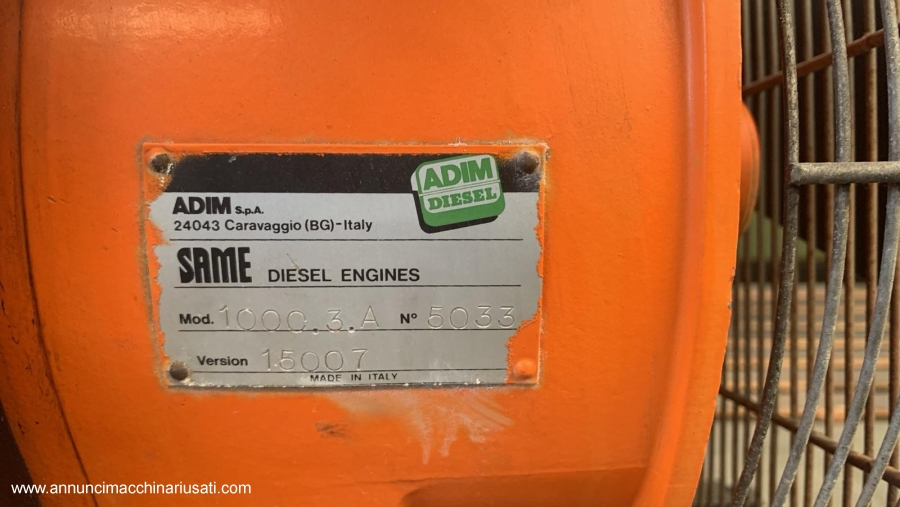 ADIM DIESEL
ADIM S.p.A.
24043 Caravaggio (BG)-Italy
SAME DIESEL ENGINES
Mod. 1000.3.A N° 5033
Version 15007
MADE IN ITALY
www.annuncimacchinariusati.com